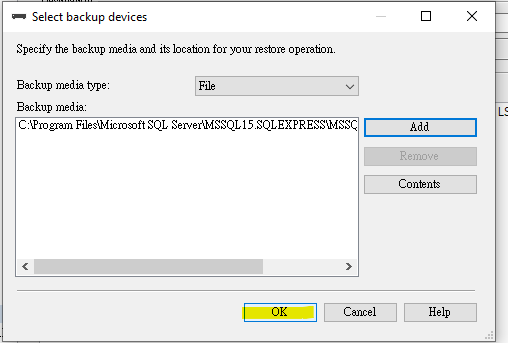 Select backup devices
Specify the backup media and its location for your restore operation.
Backup media type:
File
Backup media:
C:\Program Files\Microsoft SQL Server\MSSQL15.SQLEXPRESS\MSSQ
Add
Remove
Contents
OK
Cancel
Help
LS